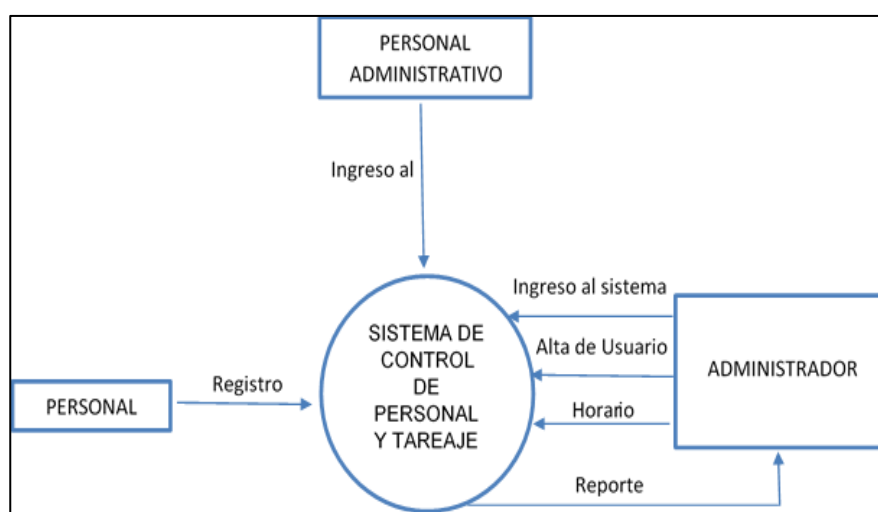 PERSONAL
ADMINISTRATIVO
Ingreso al
Ingreso al sistema
SISTEMA DE
CONTROL
DE
PERSONAL
Y TAREAJE
Alta de Usuario
ADMINISTRADOR
Registro
PERSONAL
Horario
Reporte